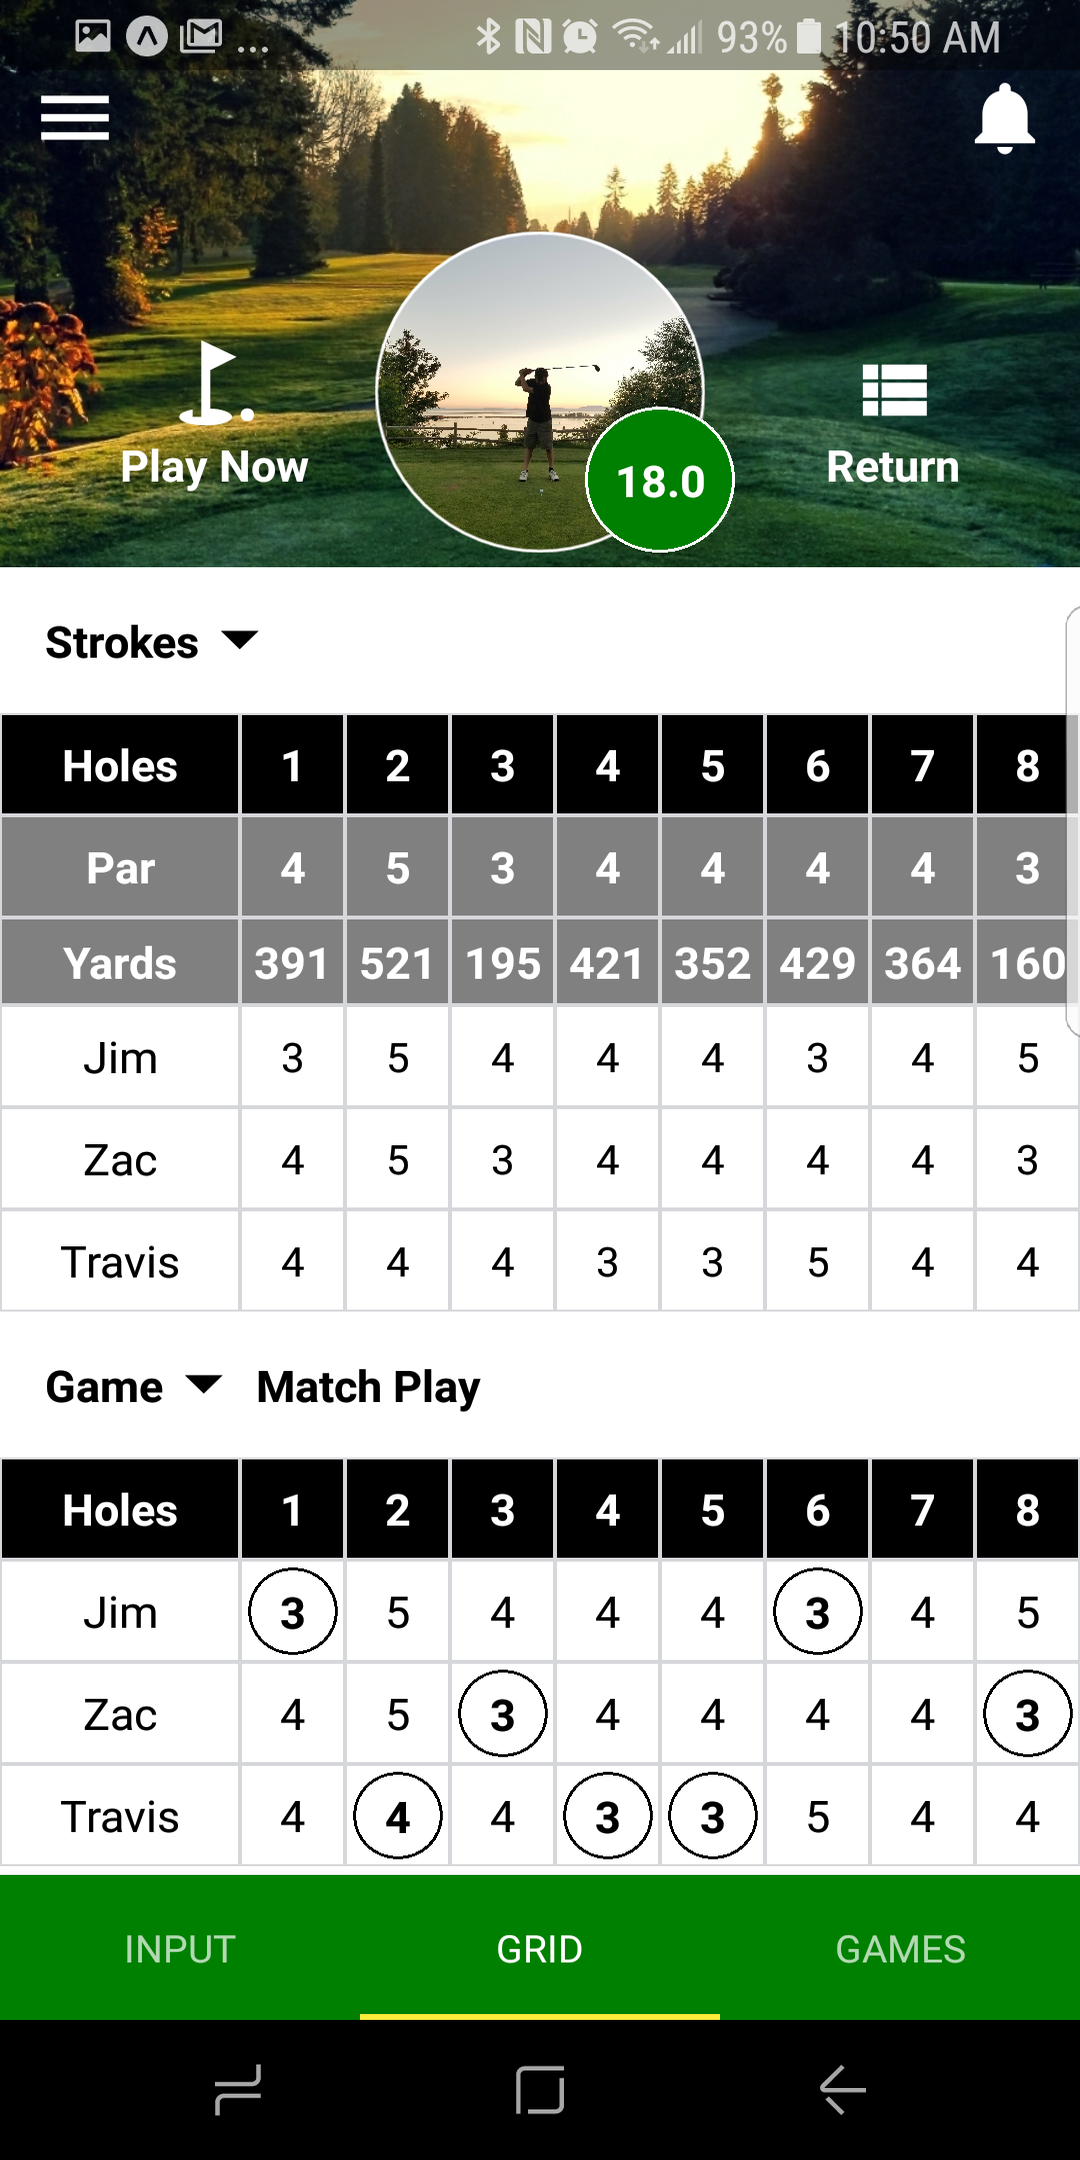 ... 93% 10:50 AM
Play Now 18.0 Return
Strokes
Holes 1 2 3 4 5 6 7 8
Par 4 5 3 4 4 4 4 3
Yards 391 521 195 421 352 429 364 160
Jim 3 5 4 4 4 3 4 5
Zac 4 5 3 4 4 4 4 3
Travis 4 4 4 3 3 5 4 4
Game Match Play
Holes 1 2 3 4 5 6 7 8
Jim 3 5 4 4 4 3 4 5
Zac 4 5 3 4 4 4 4 3
Travis 4 4 4 3 3 5 4 4
INPUT GRID GAMES